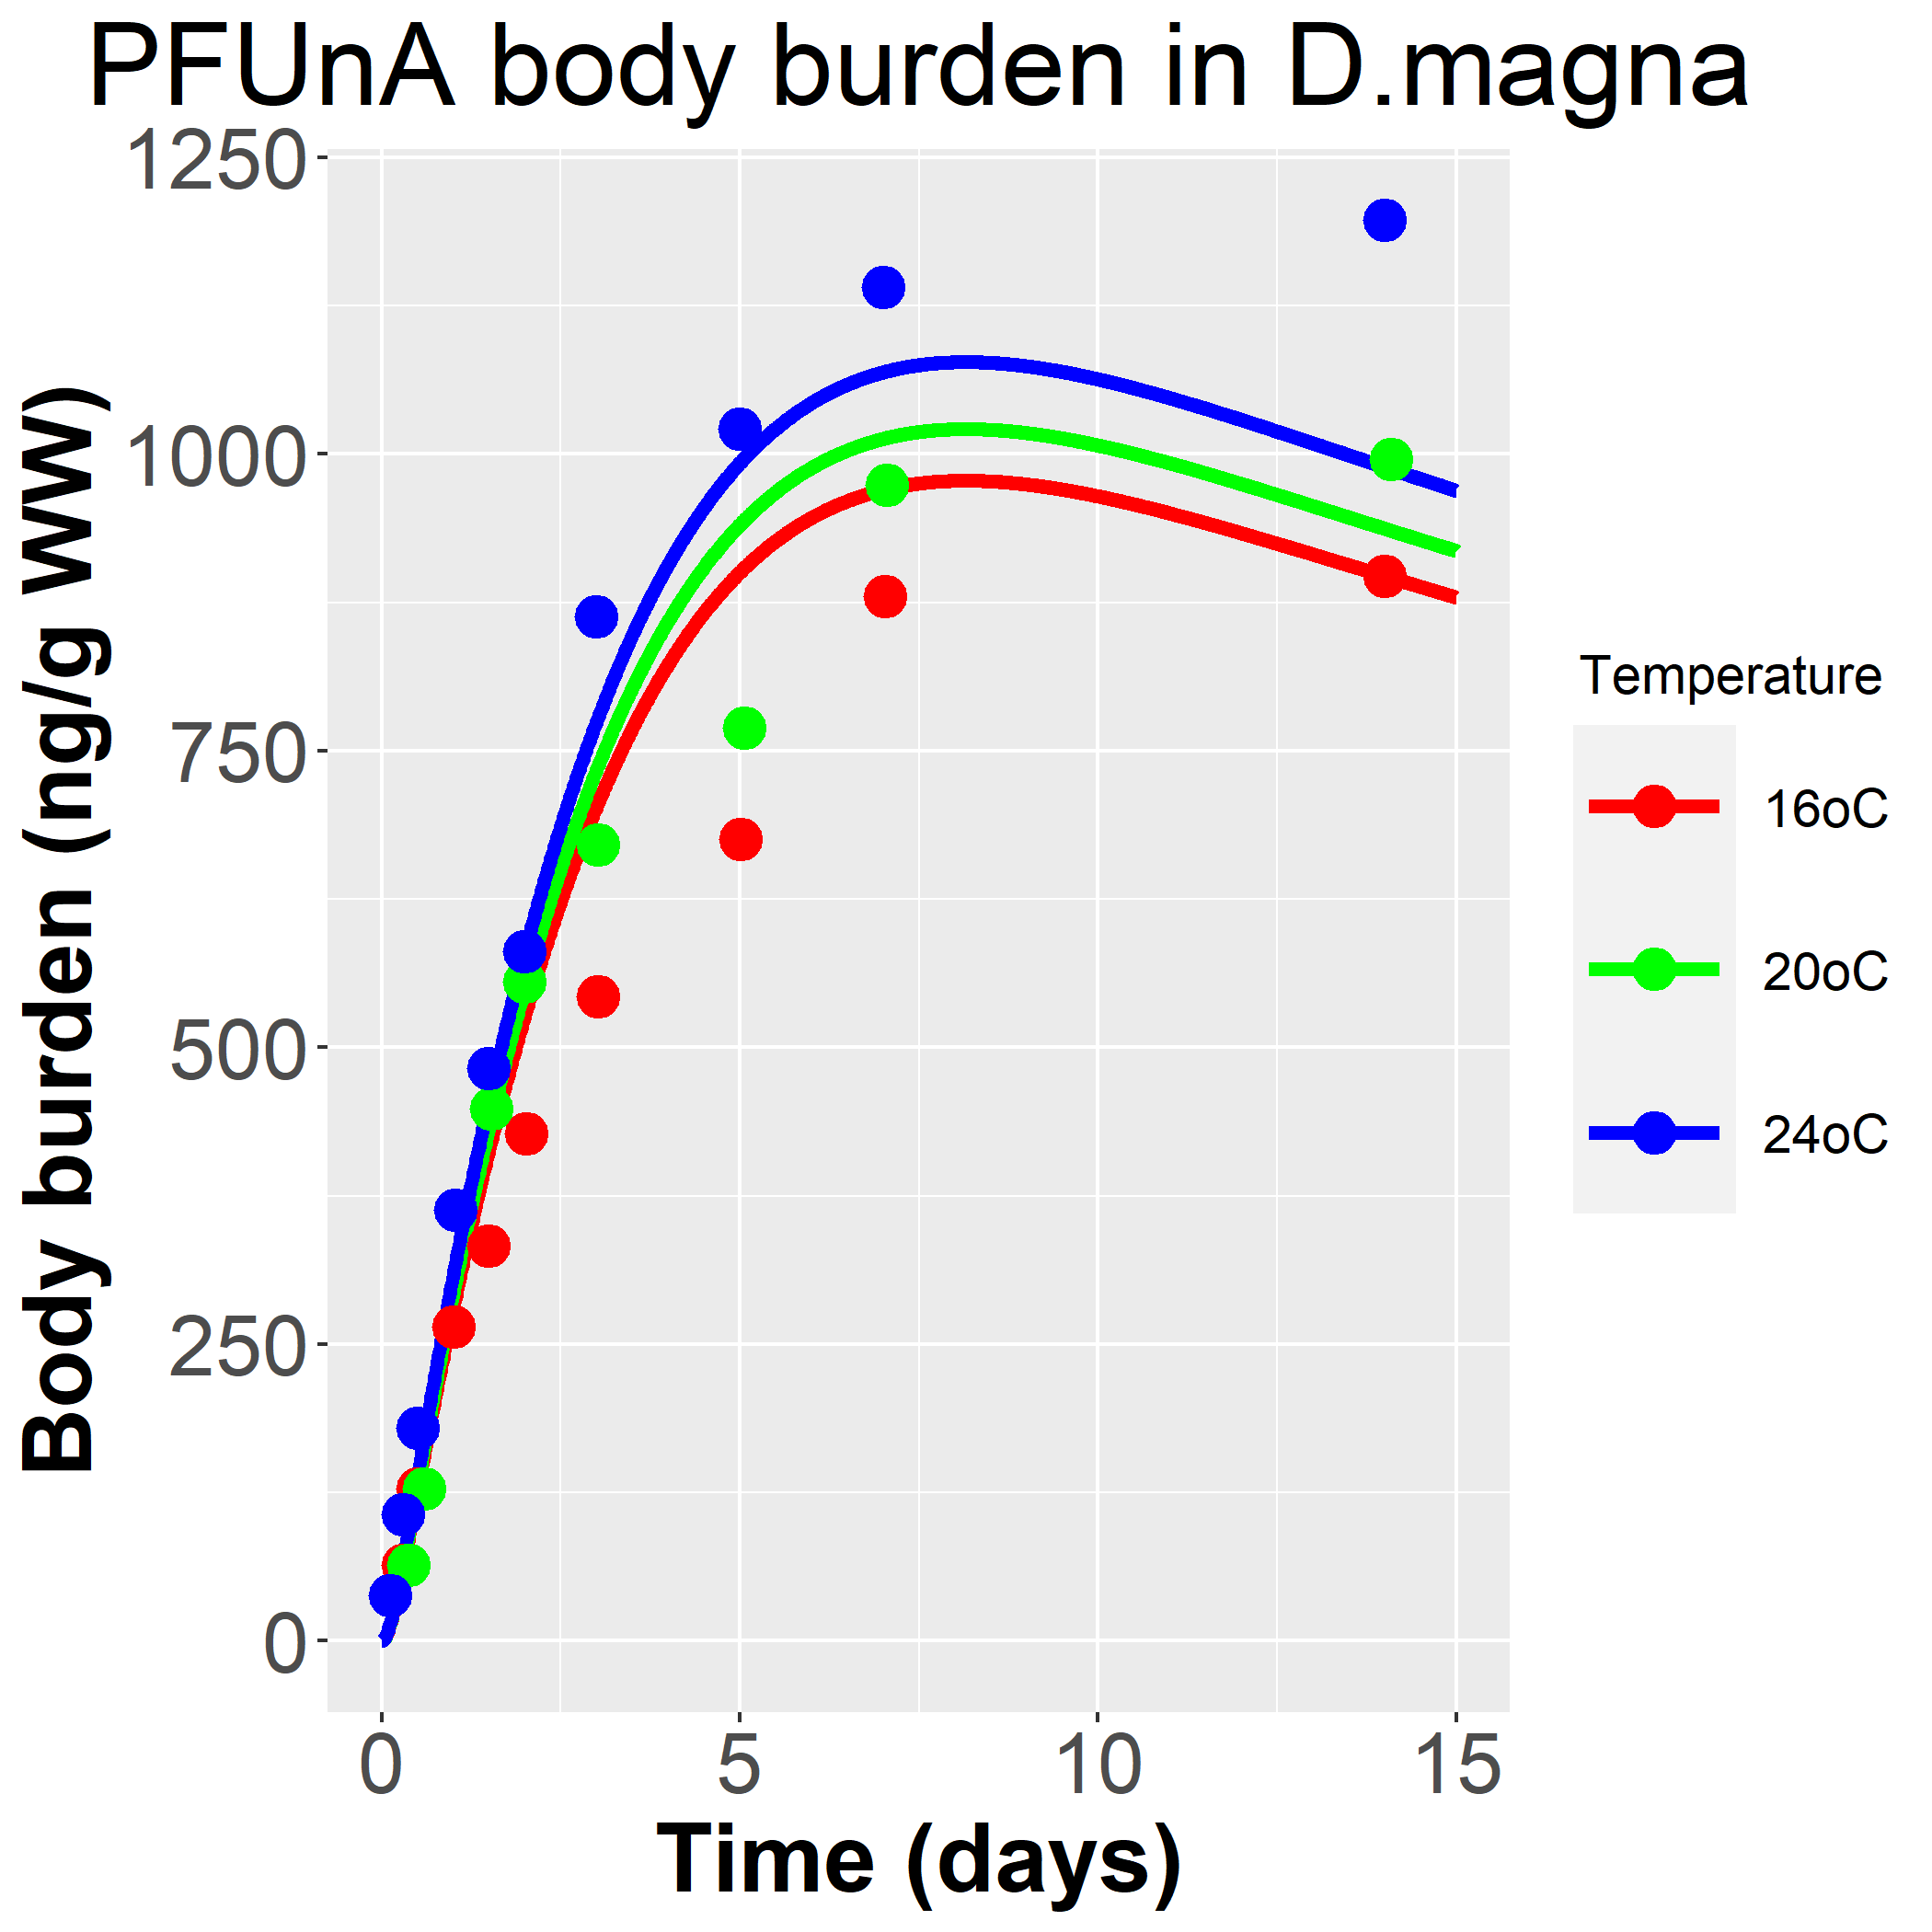 PFUnA body burden in D.magna
1250
1000
750
500
250
0
Body burden (ng/g WW)
0 5 10 15
Time (days)
Temperature
16oC
20oC
24oC